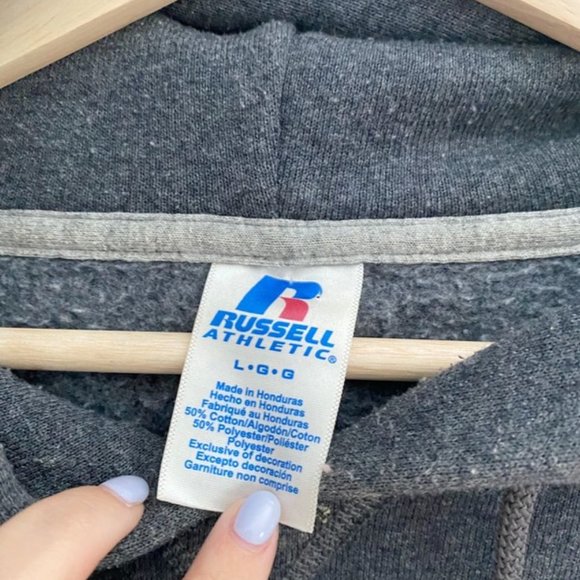 RUSSELL
ATHLETIC®
L•G•G
Made in Honduras
Hecho en Honduras
Fabriqué au Honduras
50% Cotton/Algodón/Coton
50% Polyester/Poliéster
Polyester
Exclusive of decoration
Excepto decoración
Garniture non comprise